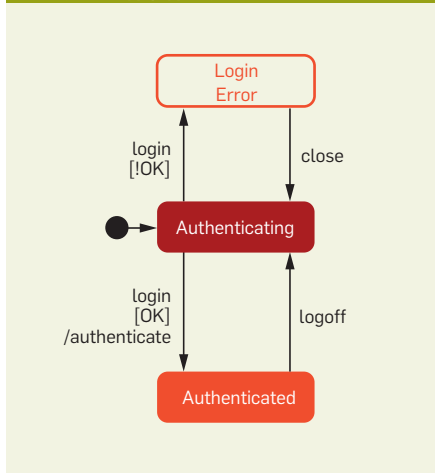 Login
Error
login
[!OK]
close
Authenticating
login
[OK]
/authenticate
logoff
Authenticated